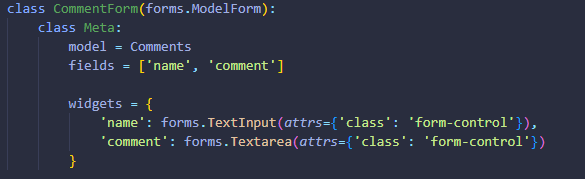 class CommentForm(forms.ModelForm):
    class Meta:
        model = Comments
        fields = ['name', 'comment']

        widgets = {
            'name': forms.TextInput(attrs={'class': 'form-control'}),
            'comment': forms.Textarea(attrs={'class': 'form-control'})
        }